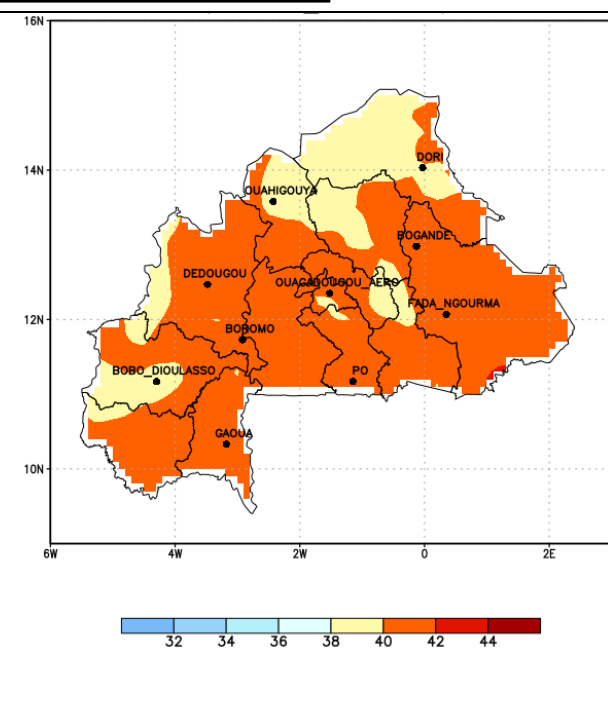 16N
14N
DORI
OUAHIGOUYA
BOGANDE
DEDOUGOU
OUAGADOUGOU_AERO
12N
FADA_NGOURMA
BOROMO
BOBO_DIOULASSO
PO
GAOUA
10N
6W 4W 2W 0 2E
32 34 36 38 40 42 44